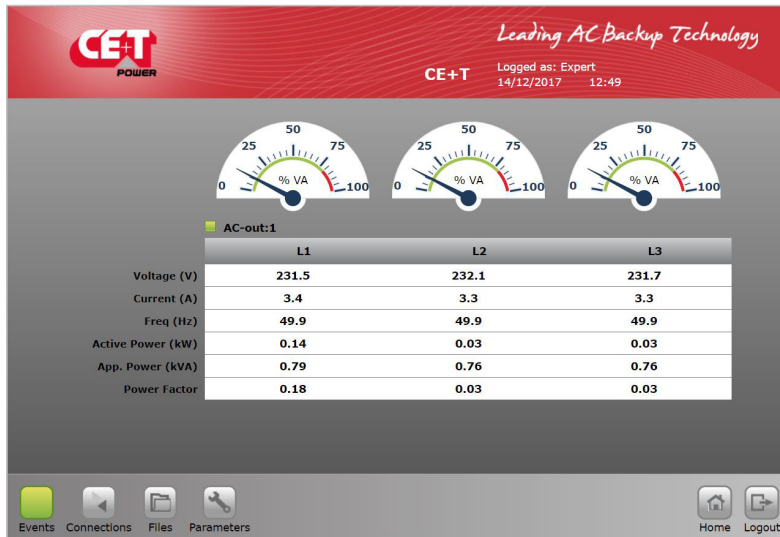 CE+T
POWER
Leading AC Backup Technology
CE+T
Logged as: Expert
14/12/2017 12:49
0 25 50 75 100
% VA
0 25 50 75 100
% VA
0 25 50 75 100
% VA
AC-out:1
L1 L2 L3
Voltage (V) 231.5 232.1 231.7
Current (A) 3.4 3.3 3.3
Freq (Hz) 49.9 49.9 49.9
Active Power (kW) 0.14 0.03 0.03
App. Power (kVA) 0.79 0.76 0.76
Power Factor 0.18 0.03 0.03
Events Connections Files Parameters Home Logout